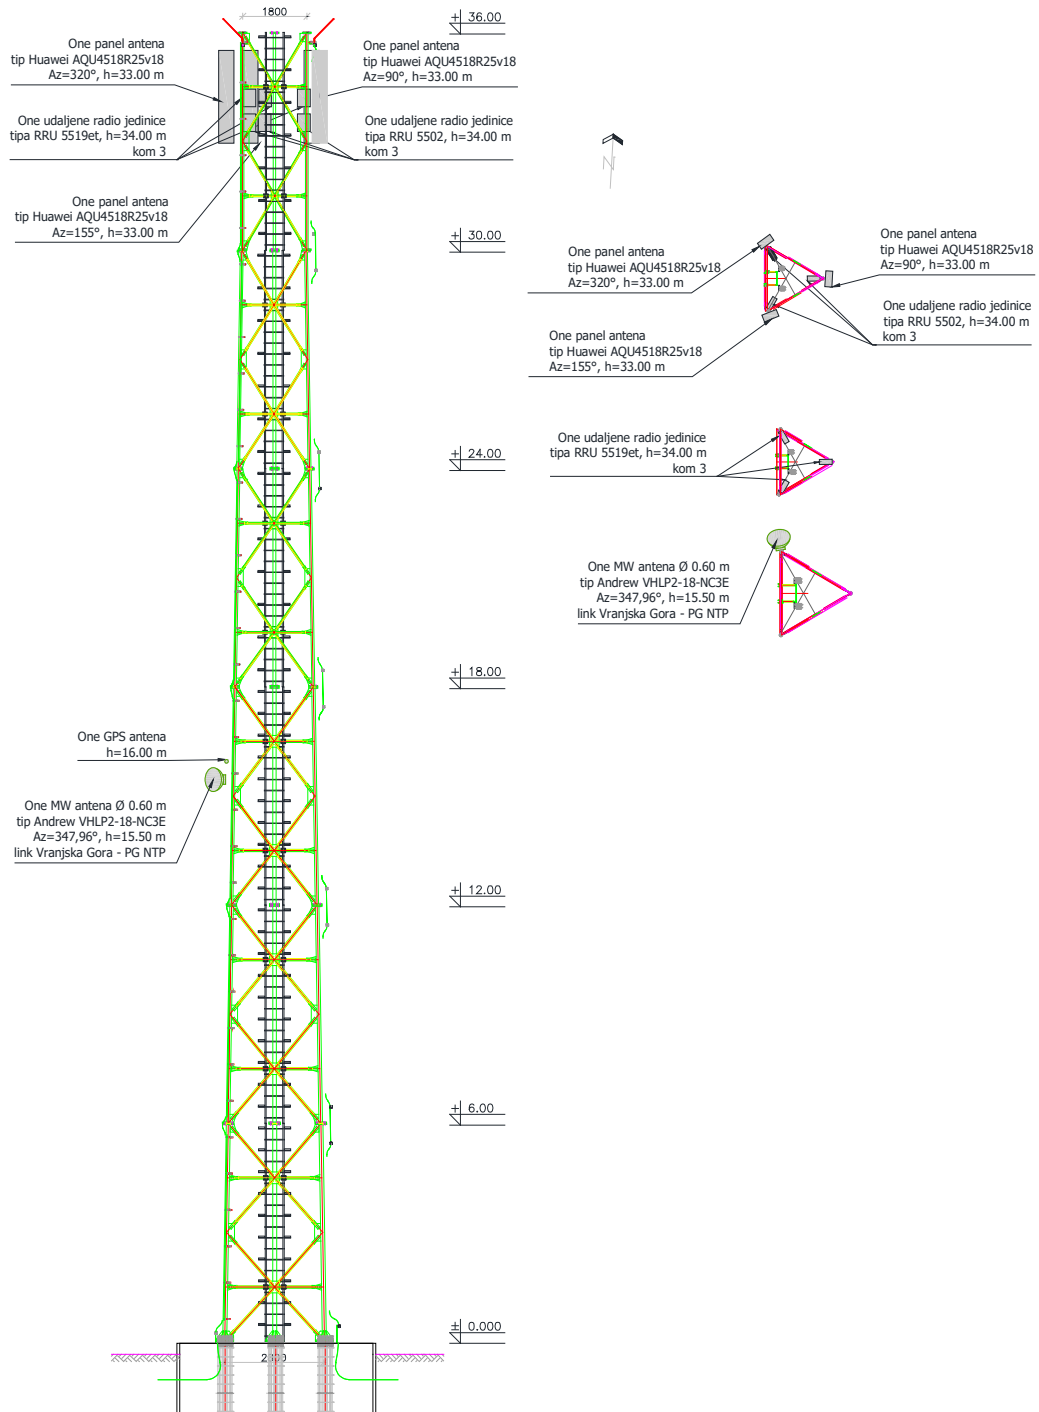 1800
+ 36.00
One panel antena
tip Huawei AQU4518R25v18
Az=320°, h=33.00 m
One panel antena
tip Huawei AQU4518R25v18
Az=90°, h=33.00 m
One udaljene radio jedinice
tipa RRU 5519et, h=34.00 m
kom 3
One udaljene radio jedinice
tipa RRU 5502, h=34.00 m
kom 3
One panel antena
tip Huawei AQU4518R25v18
Az=155°, h=33.00 m
N
+ 30.00
One panel antena
tip Huawei AQU4518R25v18
Az=320°, h=33.00 m
One panel antena
tip Huawei AQU4518R25v18
Az=90°, h=33.00 m
One udaljene radio jedinice
tipa RRU 5502, h=34.00 m
kom 3
One panel antena
tip Huawei AQU4518R25v18
Az=155°, h=33.00 m
+ 24.00
One udaljene radio jedinice
tipa RRU 5519et, h=34.00 m
kom 3
One MW antena Ø 0.60 m
tip Andrew VHLP2-18-NC3E
Az=347,96°, h=15.50 m
link Vranjska Gora - PG NTP
+ 18.00
One GPS antena
h=16.00 m
One MW antena Ø 0.60 m
tip Andrew VHLP2-18-NC3E
Az=347,96°, h=15.50 m
link Vranjska Gora - PG NTP
+ 12.00
+ 6.00
± 0.000